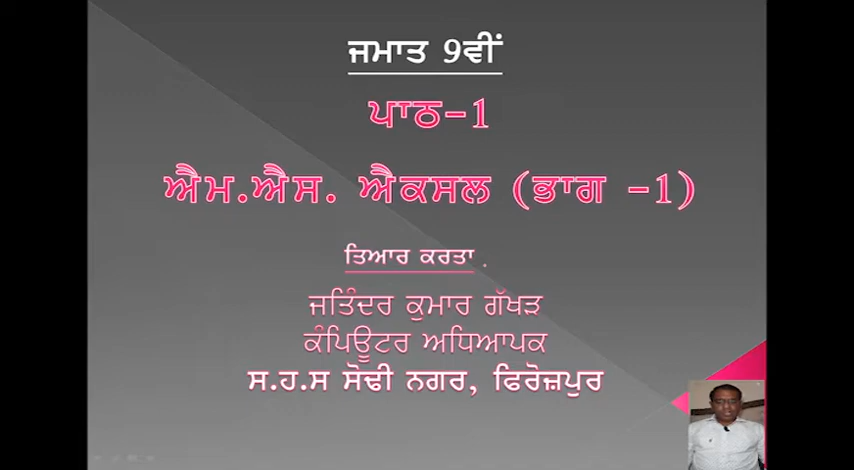 ਜਮਾਤ 9ਵੀਂ
ਪਾਠ-1
ਐਮ.ਐਸ. ਐਕਸਲ (ਭਾਗ -1)
ਤਿਆਰ ਕਰਤਾ .
ਜਤਿੰਦਰ ਕੁਮਾਰ ਗੱਖੜ
ਕੰਪਿਊਟਰ ਅਧਿਆਪਕ
ਸ.ਹ.ਸ ਸੋਢੀ ਨਗਰ, ਫਿਰੋਜ਼ਪੁਰ